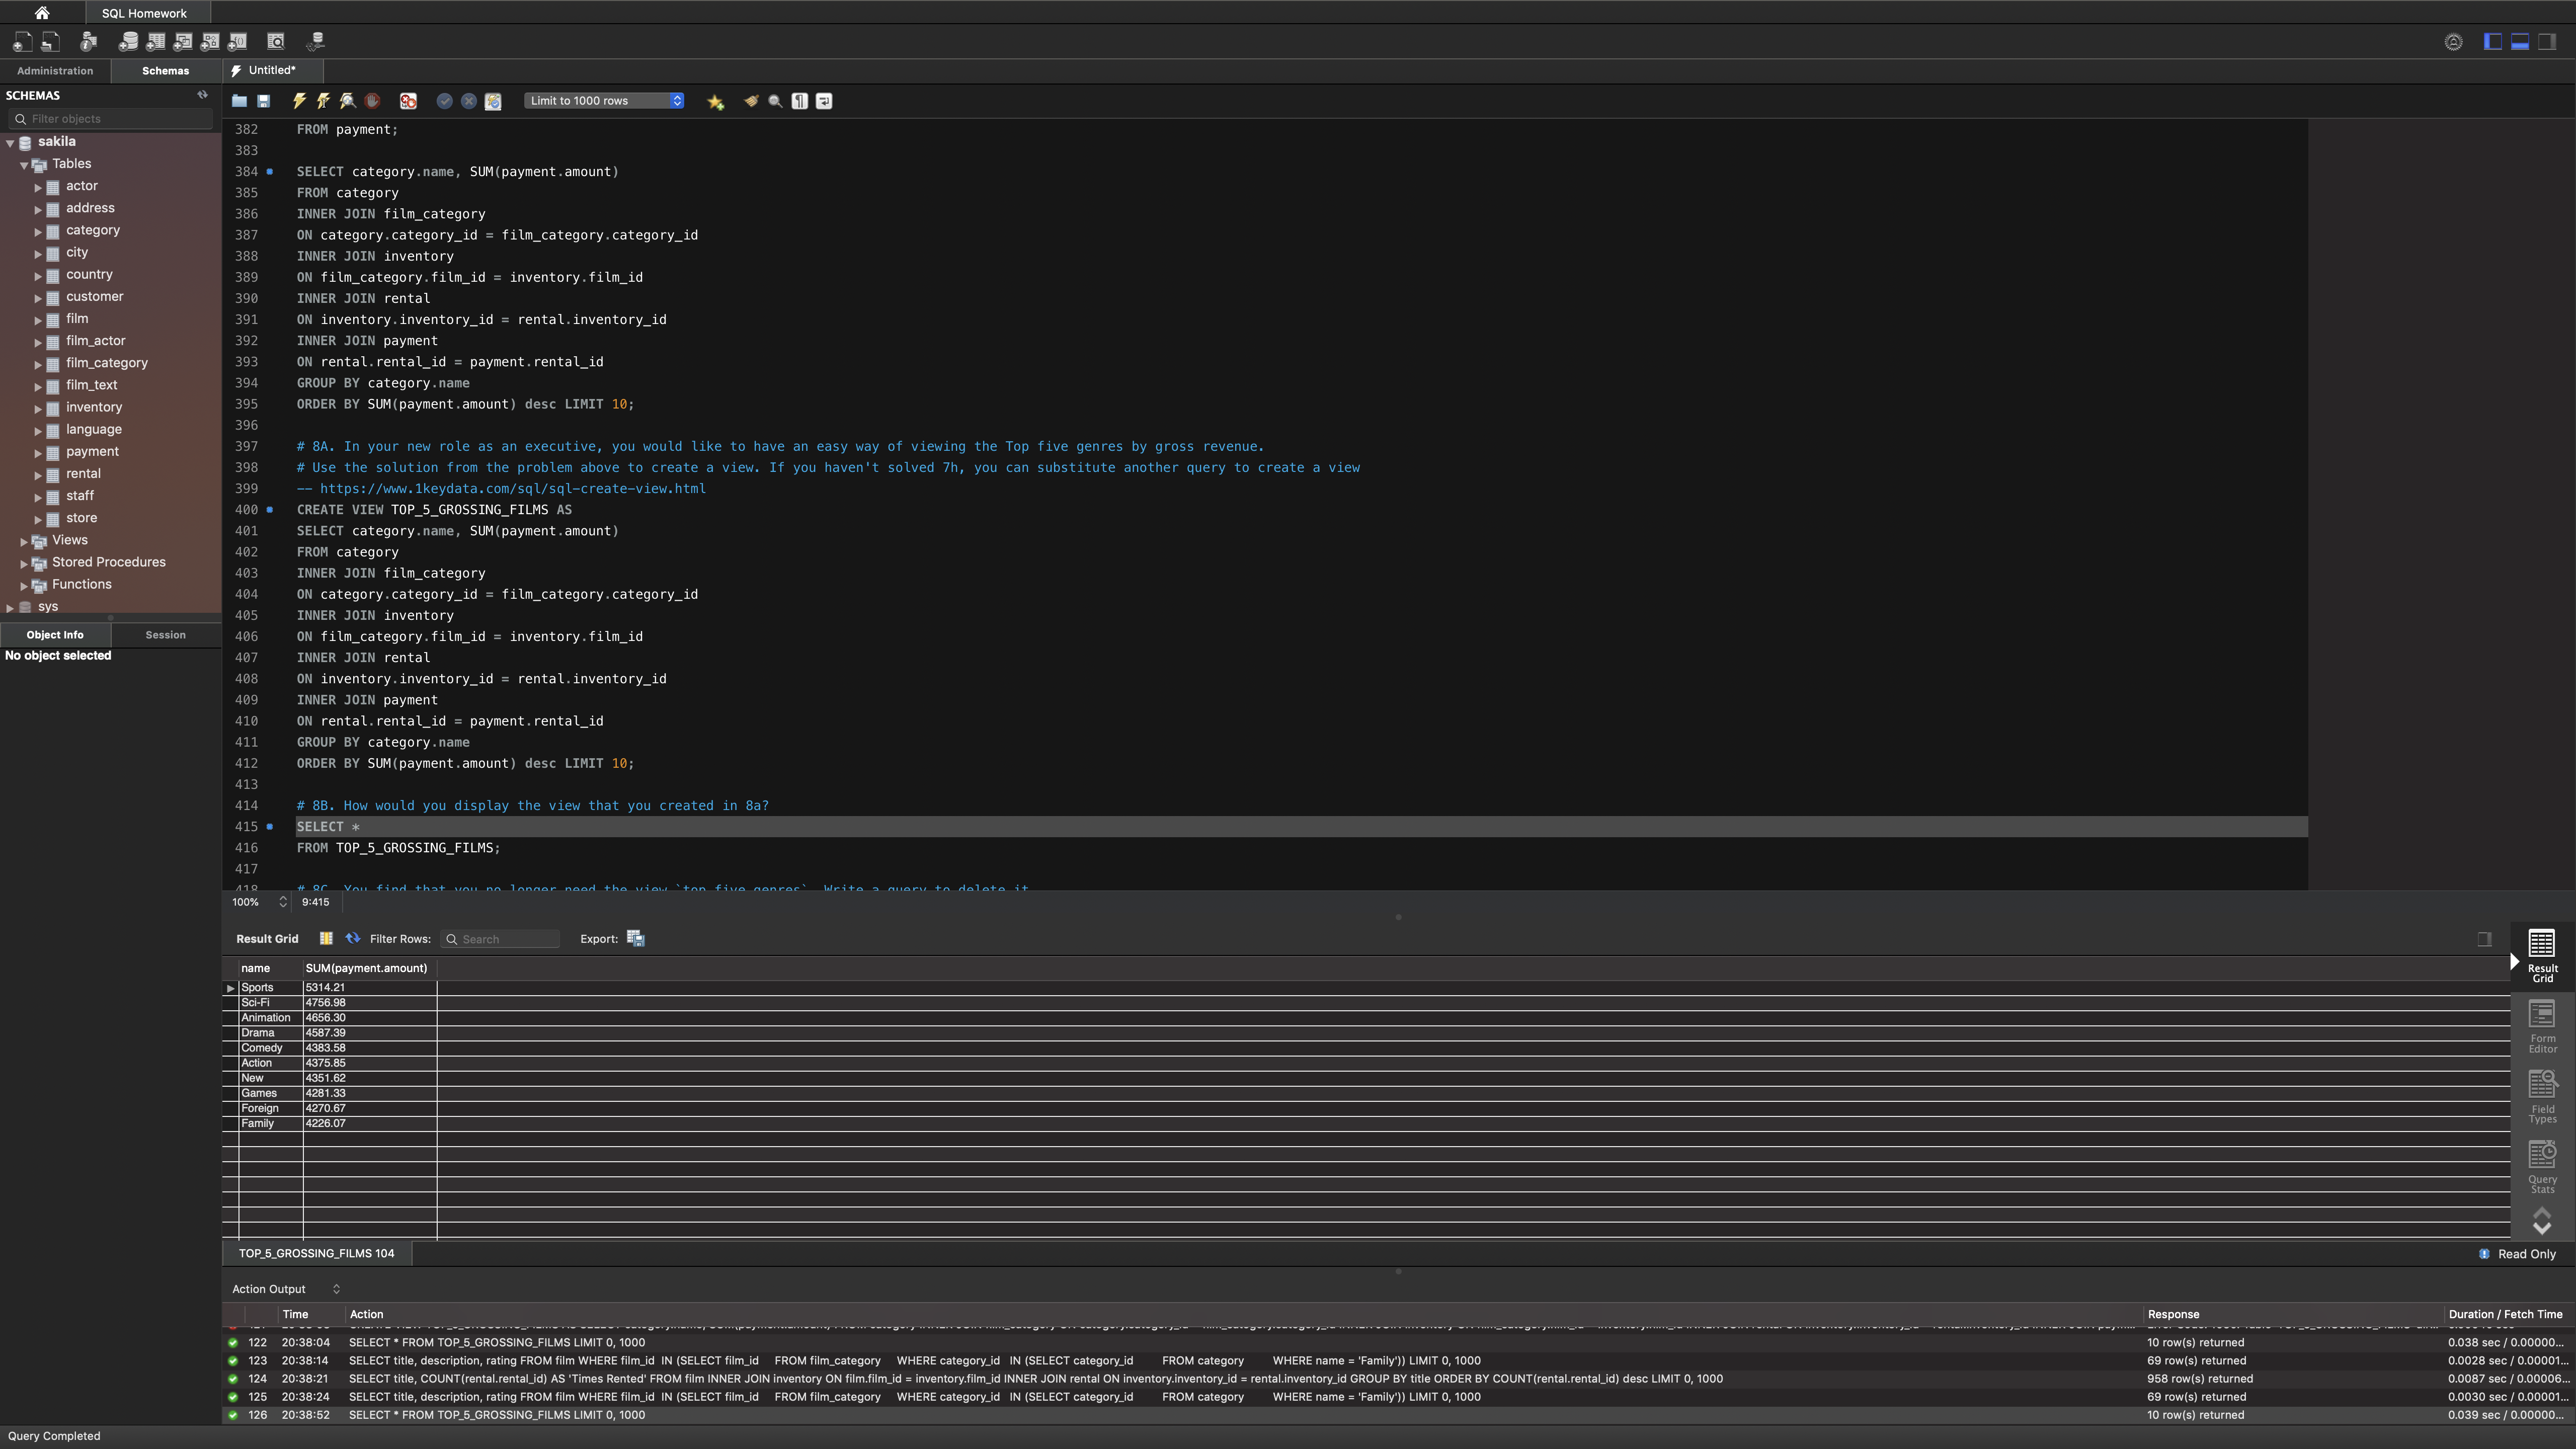 SQL Homework
Administration
Schemas
Untitled*
SCHEMAS
Filter objects
sakila
Tables
actor
address
category
city
country
customer
film
film_actor
film_category
film_text
inventory
language
payment
rental
staff
store
Views
Stored Procedures
Functions
sys
Object Info
Session
No object selected
Limit to 1000 rows
382 FROM payment;
383
384 SELECT category.name, SUM(payment.amount)
385 FROM category
386 INNER JOIN film_category
387 ON category.category_id = film_category.category_id
388 INNER JOIN inventory
389 ON film_category.film_id = inventory.film_id
390 INNER JOIN rental
391 ON inventory.inventory_id = rental.inventory_id
392 INNER JOIN payment
393 ON rental.rental_id = payment.rental_id
394 GROUP BY category.name
395 ORDER BY SUM(payment.amount) desc LIMIT 10;
396
397 # 8A. In your new role as an executive, you would like to have an easy way of viewing the Top five genres by gross revenue.
398 # Use the solution from the problem above to create a view. If you haven't solved 7h, you can substitute another query to create a view
399 -- https://www.1keydata.com/sql/sql-create-view.html
400 CREATE VIEW TOP_5_GROSSING_FILMS AS
401 SELECT category.name, SUM(payment.amount)
402 FROM category
403 INNER JOIN film_category
404 ON category.category_id = film_category.category_id
405 INNER JOIN inventory
406 ON film_category.film_id = inventory.film_id
407 INNER JOIN rental
408 ON inventory.inventory_id = rental.inventory_id
409 INNER JOIN payment
410 ON rental.rental_id = payment.rental_id
411 GROUP BY category.name
412 ORDER BY SUM(payment.amount) desc LIMIT 10;
413
414 # 8B. How would you display the view that you created in 8a?
415 SELECT *
416 FROM TOP_5_GROSSING_FILMS;
417
418 # 8C. You find that you no longer need the view `top_five_genres`. Write a query to delete it
100% 9:415
Result Grid Filter Rows: Search Export:
name SUM(payment.amount)
Sports 5314.21
Sci-Fi 4756.98
Animation 4656.30
Drama 4587.39
Comedy 4383.58
Action 4375.85
New 4351.62
Games 4281.33
Foreign 4270.67
Family 4226.07
Result
Grid
Form
Editor
Field
Types
Query
Stats
TOP_5_GROSSING_FILMS 104
Read Only
Action Output
Time Action Response Duration / Fetch Time
122 20:38:04 SELECT * FROM TOP_5_GROSSING_FILMS LIMIT 0, 1000 10 row(s) returned 0.038 sec / 0.00000...
123 20:38:14 SELECT title, description, rating FROM film WHERE film_id IN (SELECT film_id FROM film_category WHERE category_id IN (SELECT category_id FROM category WHERE name = 'Family')) LIMIT 0, 1000 69 row(s) returned 0.0028 sec / 0.00001...
124 20:38:21 SELECT title, COUNT(rental.rental_id) AS 'Times Rented' FROM film INNER JOIN inventory ON film.film_id = inventory.film_id INNER JOIN rental ON inventory.inventory_id = rental.inventory_id GROUP BY title ORDER BY COUNT(rental.rental_id) desc LIMIT 0, 1000 958 row(s) returned 0.0087 sec / 0.00006...
125 20:38:24 SELECT title, description, rating FROM film WHERE film_id IN (SELECT film_id FROM film_category WHERE category_id IN (SELECT category_id FROM category WHERE name = 'Family')) LIMIT 0, 1000 69 row(s) returned 0.0030 sec / 0.00001...
126 20:38:52 SELECT * FROM TOP_5_GROSSING_FILMS LIMIT 0, 1000 10 row(s) returned 0.039 sec / 0.00000...
Query Completed